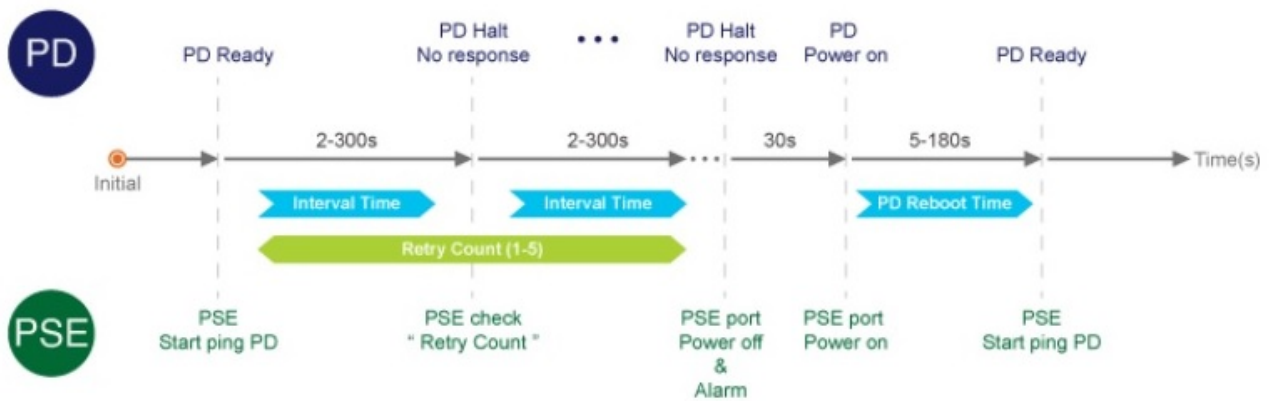 PD
PD Ready
PD Halt
No response
•••
PD Halt
No response
PD
Power on
PD Ready
2-300s
2-300s
30s
5-180s
Time(s)
Initial
Interval Time
Interval Time
PD Reboot Time
Retry Count (1-5)
PSE
PSE
Start ping PD
PSE check
“ Retry Count ”
PSE port
Power off
&
Alarm
PSE port
Power on
PSE
Start ping PD